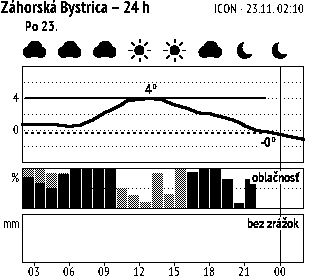 Záhorská Bystrica – 24 h
ICON - 23.11. 02:10
Po 23.
4°
4
0
-0°
%
oblačnosť
mm
bez zrážok
03 06 09 12 15 18 21 00